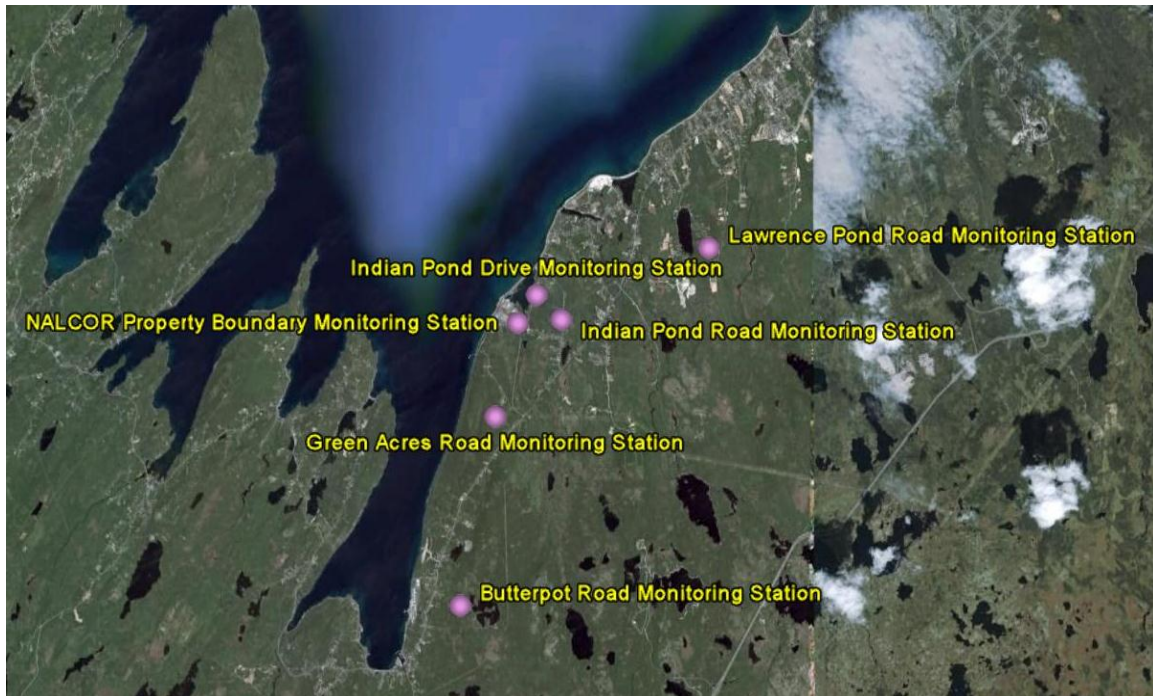 Lawrence Pond Road Monitoring Station
Indian Pond Drive Monitoring Station
NALCOR Property Boundary Monitoring Station
Indian Pond Road Monitoring Station
Green Acres Road Monitoring Station
Butterpot Road Monitoring Station